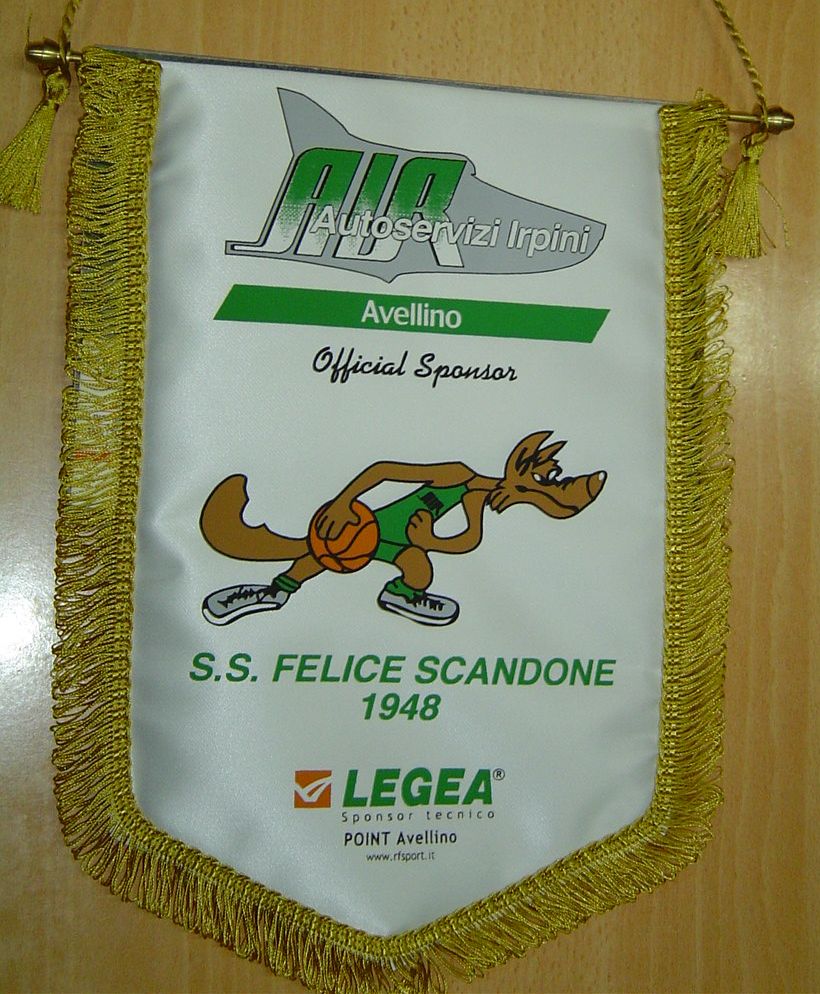 AIR
Autoservizi Irpini
Avellino
Official Sponsor
S.S. FELICE SCANDONE
1948
LEGEA®
Sponsor tecnico
POINT Avellino
www.rfsport.it